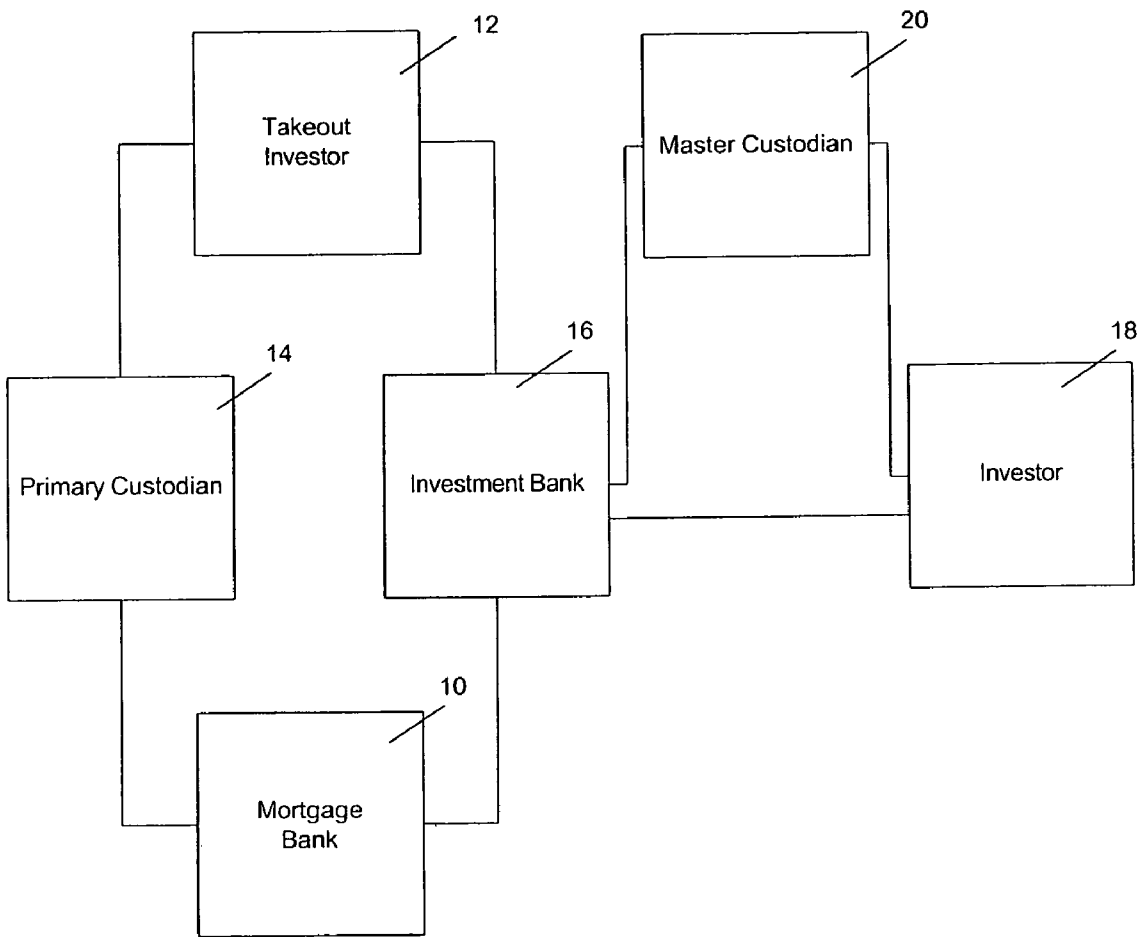 12
20
Takeout
Investor
Master Custodian
14
16
18
Primary Custodian
Investment Bank
Investor
10
Mortgage
Bank